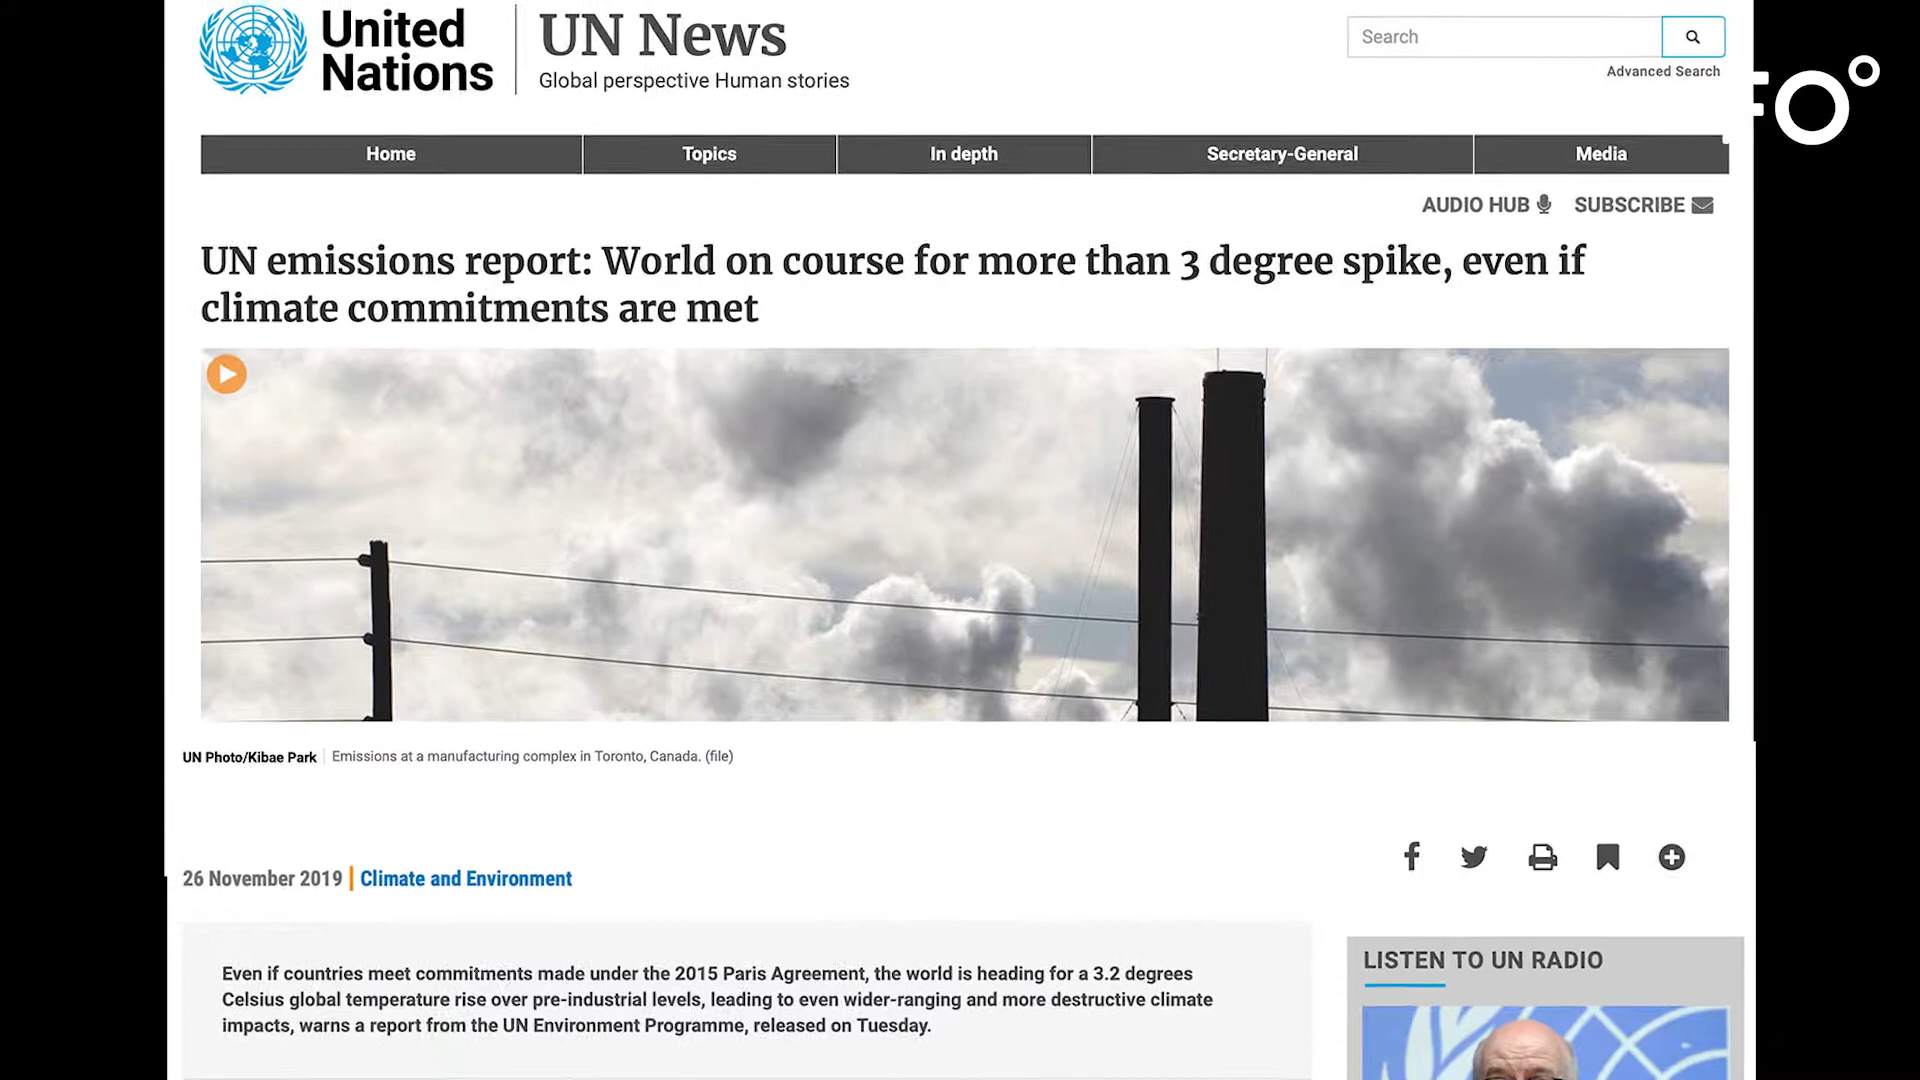 United
Nations
UN News
Global perspective Human stories
Search
Advanced Search
FO
Home
Topics
In depth
Secretary-General
Media
AUDIO HUB
SUBSCRIBE
UN emissions report: World on course for more than 3 degree spike, even if
climate commitments are met
UN Photo/Kibae Park
Emissions at a manufacturing complex in Toronto, Canada. (file)
26 November 2019
Climate and Environment
Even if countries meet commitments made under the 2015 Paris Agreement, the world is heading for a 3.2 degrees
Celsius global temperature rise over pre-industrial levels, leading to even wider-ranging and more destructive climate
impacts, warns a report from the UN Environment Programme, released on Tuesday.
LISTEN TO UN RADIO